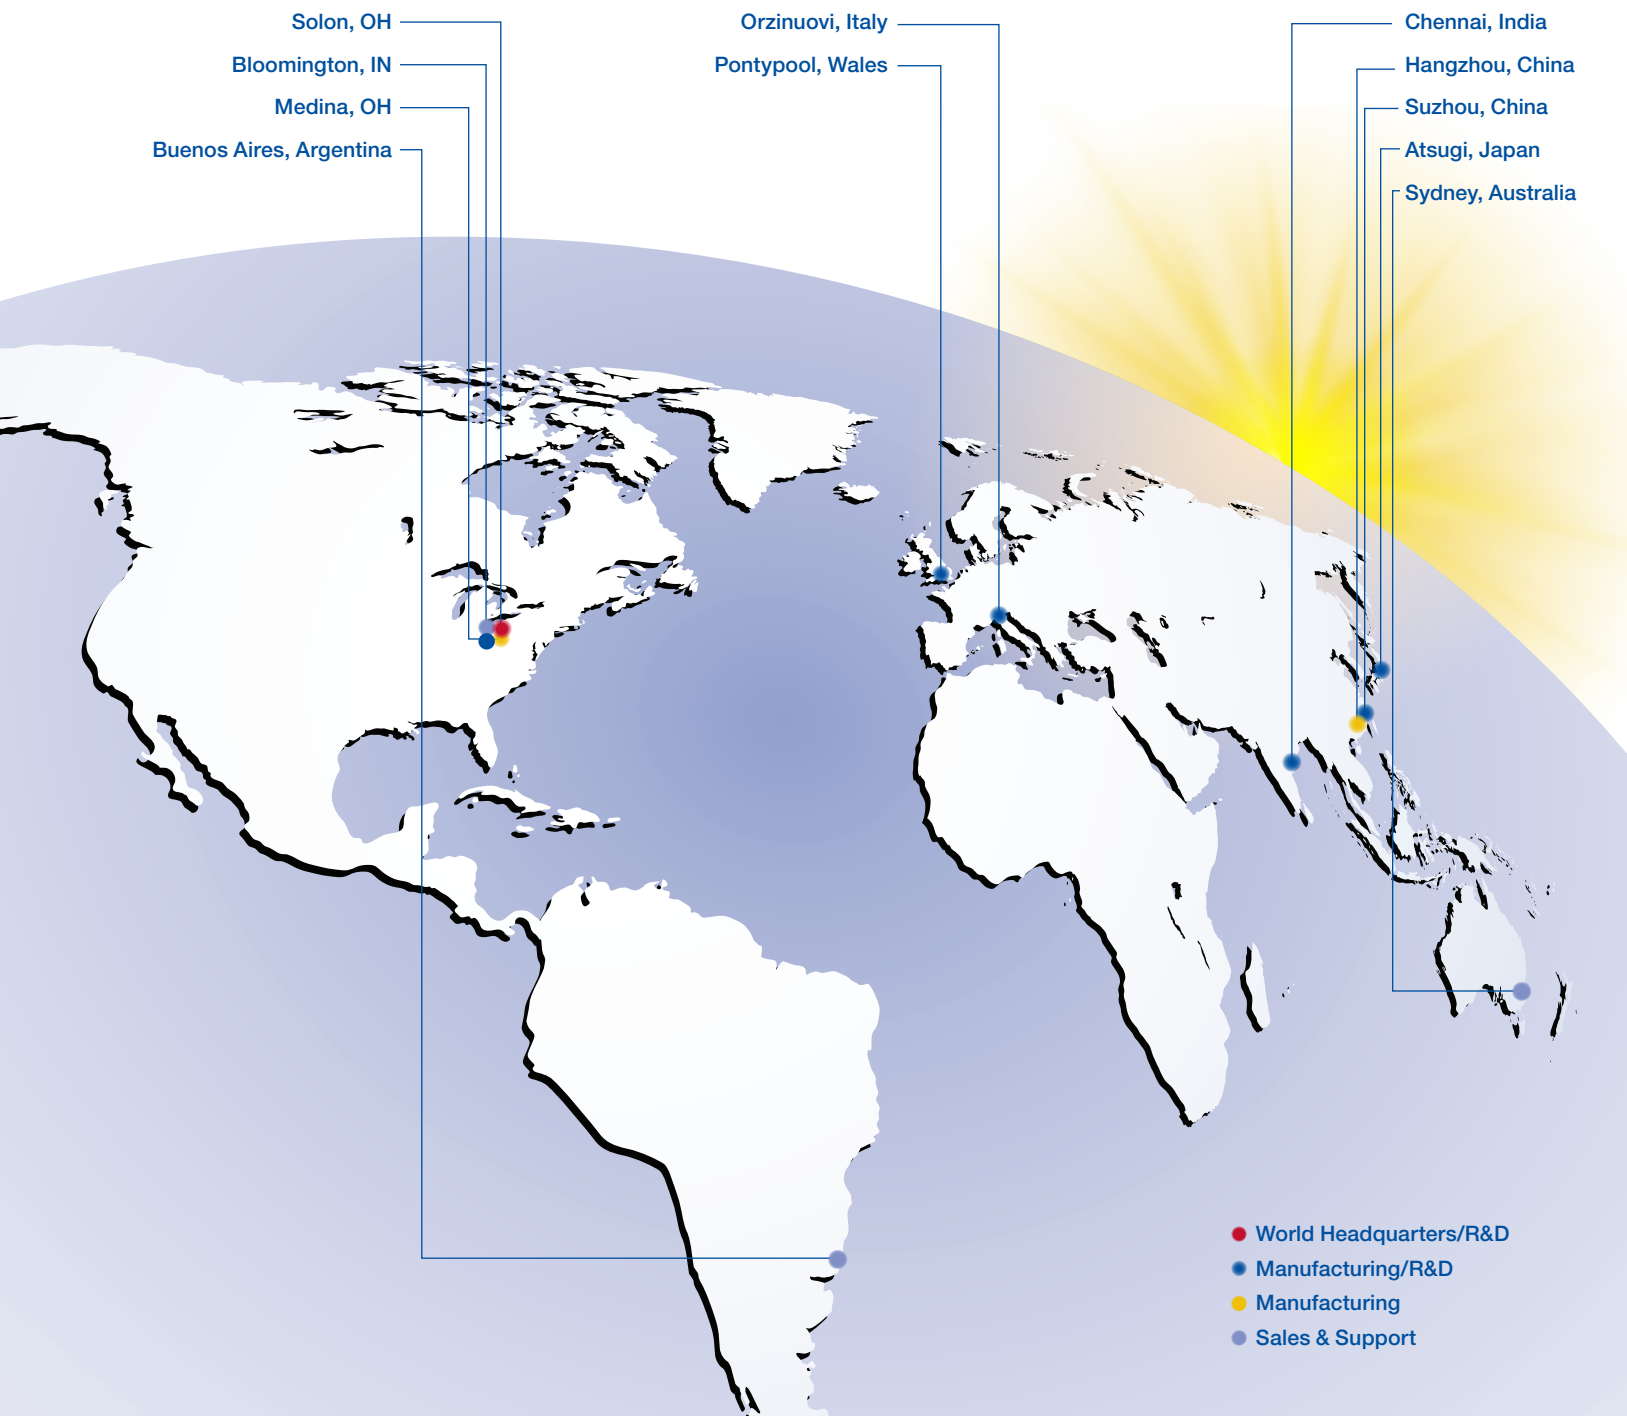 Solon, OH
Bloomington, IN
Medina, OH
Buenos Aires, Argentina
Orzinuovi, Italy
Pontypool, Wales
Chennai, India
Hangzhou, China
Suzhou, China
Atsugi, Japan
Sydney, Australia
World Headquarters/R&D
Manufacturing/R&D
Manufacturing
Sales & Support